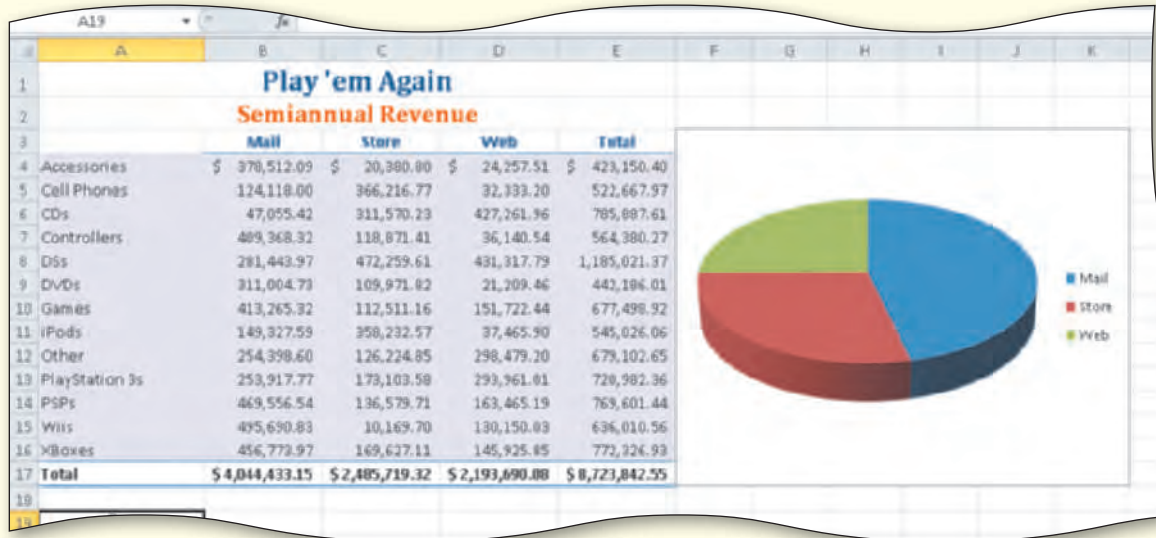 A19 fx
A B C D E F G H I J K
1 Play 'em Again
2 Semiannual Revenue
3 Mail Store Web Total
4 Accessories $ 378,512.09 $ 20,380.80 $ 24,257.51 $ 423,150.40
5 Cell Phones 124,118.00 366,216.77 32,333.20 522,667.97
6 CDs 47,055.42 311,570.23 427,261.96 785,887.61
7 Controllers 409,368.32 118,871.41 36,140.54 564,380.27
8 DSs 281,443.97 472,259.61 431,317.79 1,185,021.37
9 DVDs 311,004.73 109,971.82 21,209.46 442,186.01
10 Games 413,265.32 112,511.16 151,722.44 677,498.92
11 iPods 149,327.59 358,232.57 37,465.90 545,026.06
12 Other 254,398.60 126,224.85 298,479.20 679,102.65
13 PlayStation 3s 253,917.77 173,103.58 293,961.01 720,982.36
14 PSPs 469,556.54 136,579.71 163,465.19 769,601.44
15 Wiis 495,690.83 10,169.70 130,150.03 636,010.56
16 XBoxes 456,773.97 169,627.11 145,925.85 772,326.93
17 Total $ 4,044,433.15 $ 2,485,719.32 $ 2,193,690.08 $ 8,723,842.55
19
Mail
Store
Web